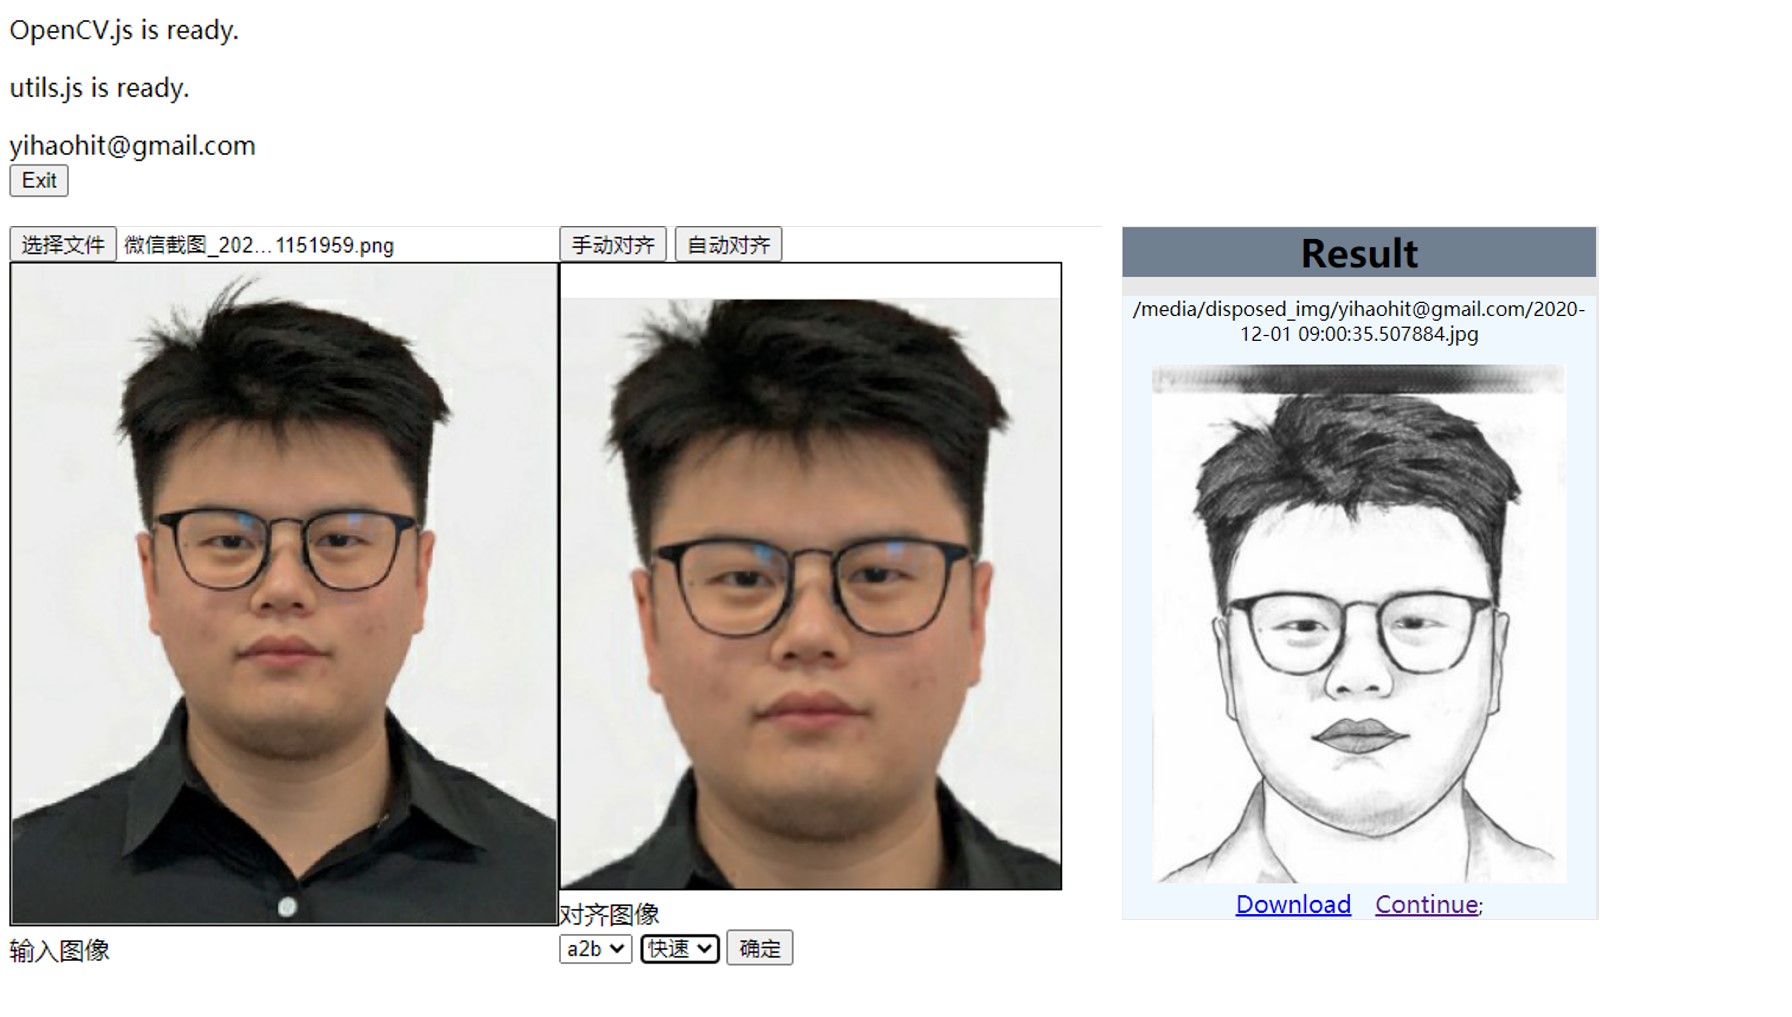 OpenCV.js is ready.
utils.js is ready.
yihaohit@gmail.com
Exit
选择文件 微信截图_202...1151959.png
手动对齐 自动对齐
输入图像
对齐图像
a2b 快速 确定
Result
/media/disposed_img/yihaohit@gmail.com/2020-
12-01 09:00:35.507884.jpg
Download Continue;